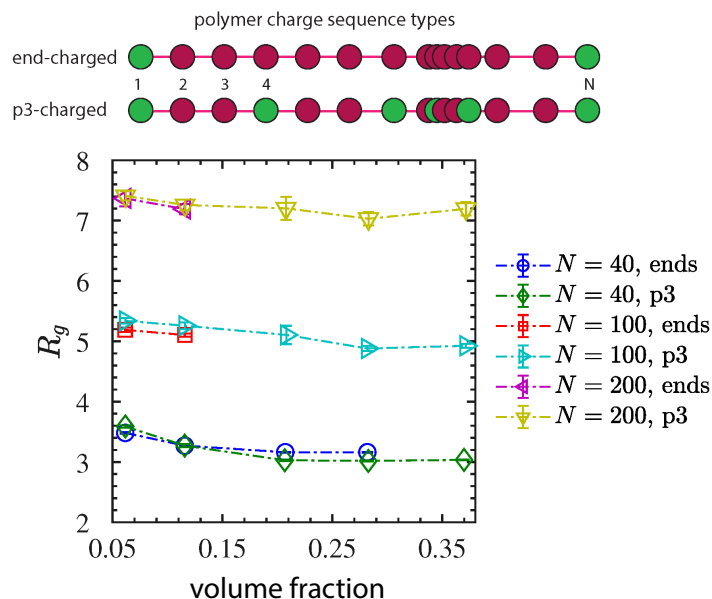 polymer charge sequence types
end-charged
1 2 3 4 N
p3-charged
8
7
6
5
4
3
2
R_g
0.05 0.15 0.25 0.35
volume fraction
N = 40, ends
N = 40, p3
N = 100, ends
N = 100, p3
N = 200, ends
N = 200, p3